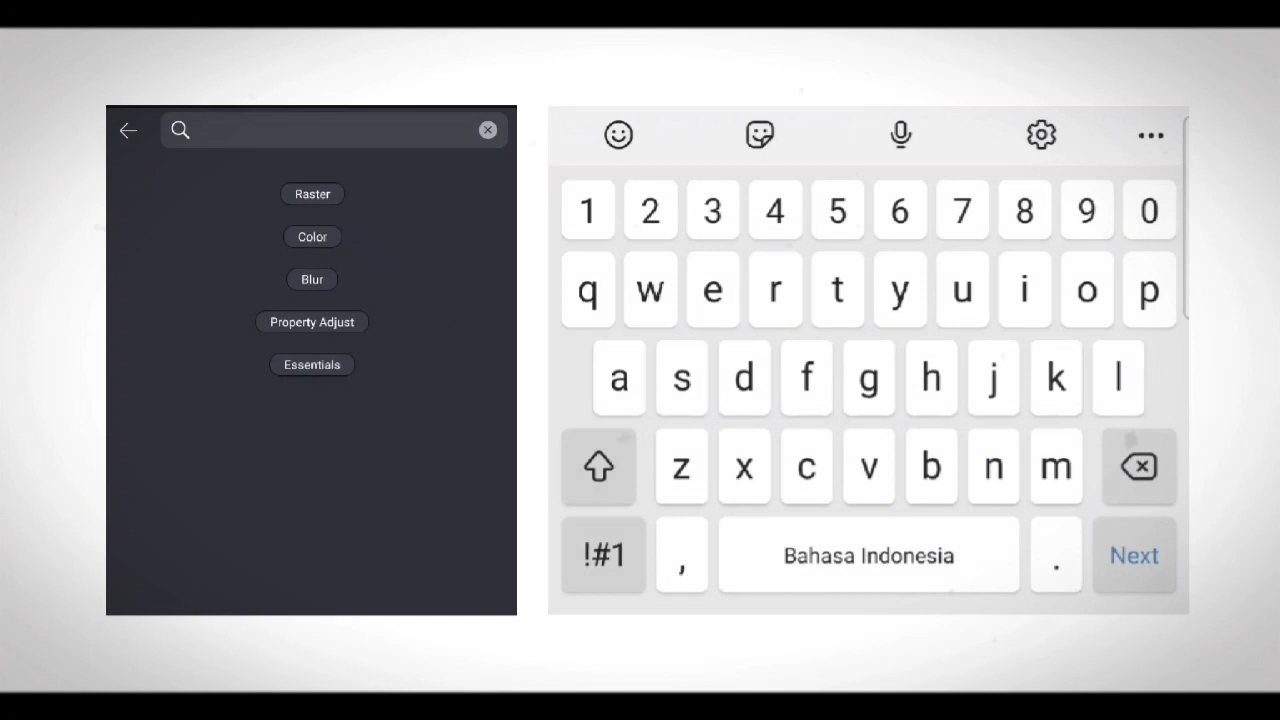 Raster
Color
Blur
Property Adjust
Essentials
1 2 3 4 5 6 7 8 9 0
q w e r t y u i o p
a s d f g h j k l
z x c v b n m
!#1 , Bahasa Indonesia . Next